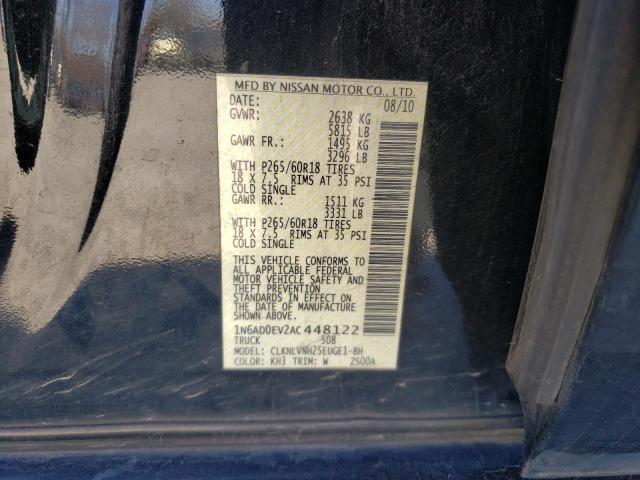 MFD BY NISSAN MOTOR CO., LTD.
DATE: 08/10
GVWR: 2638 KG
5815 LB
GAWR FR.: 1495 KG
3296 LB
WITH P265/60R18 TIRES
18 X 7.5 RIMS AT 35 PSI
COLD SINGLE
GAWR RR.: 1511 KG
3331 LB
WITH P265/60R18 TIRES
18 X 7.5 RIMS AT 35 PSI
COLD SINGLE
THIS VEHICLE CONFORMS TO
ALL APPLICABLE FEDERAL
MOTOR VEHICLE SAFETY AND
THEFT PREVENTION
STANDARDS IN EFFECT ON
THE DATE OF MANUFACTURE
SHOWN ABOVE.
1N6AD0EV2AC 448122
TRUCK 508
MODEL: CLKNLVNH25EUGEI-BH
COLOR: KH3 TRIM: W 2S00A